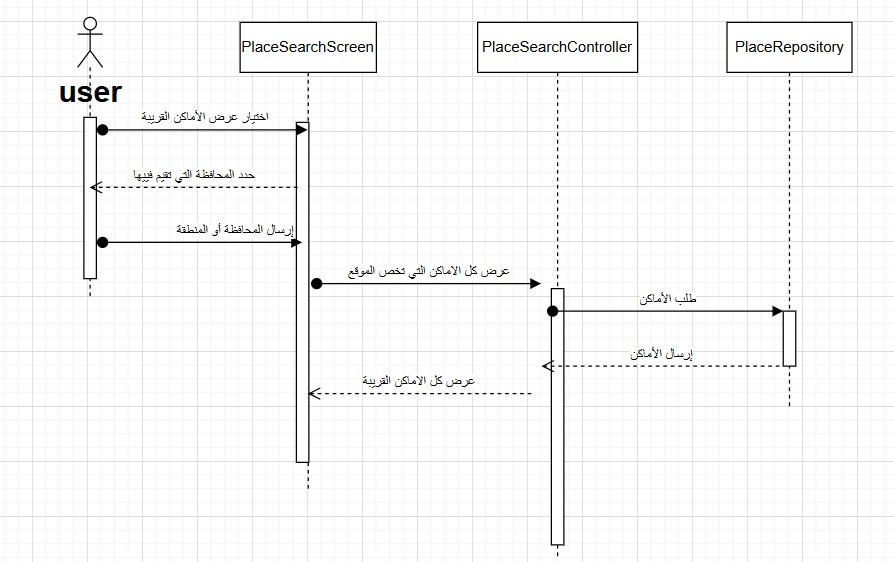 PlaceSearchScreen
PlaceSearchController
PlaceRepository
user
اختيار عرض الأماكن القريبة
حدد المحافظة التي تقيم فييها
إرسال المحافظة أو المنطقة
عرض كل الاماكن التي تخص الموقع
طلب الأماكن
إرسال الأماكن
عرض كل الاماكن القريبة